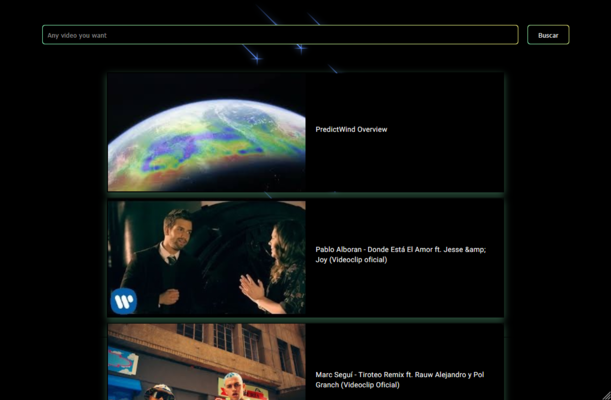 Any video you want
Buscar
PredictWind Overview
Pablo Alboran - Donde Está El Amor ft. Jesse &amp;
Joy (Videoclip oficial)
Marc Seguí - Tiroteo Remix ft. Rauw Alejandro y Pol
Granch (Videoclip Oficial)